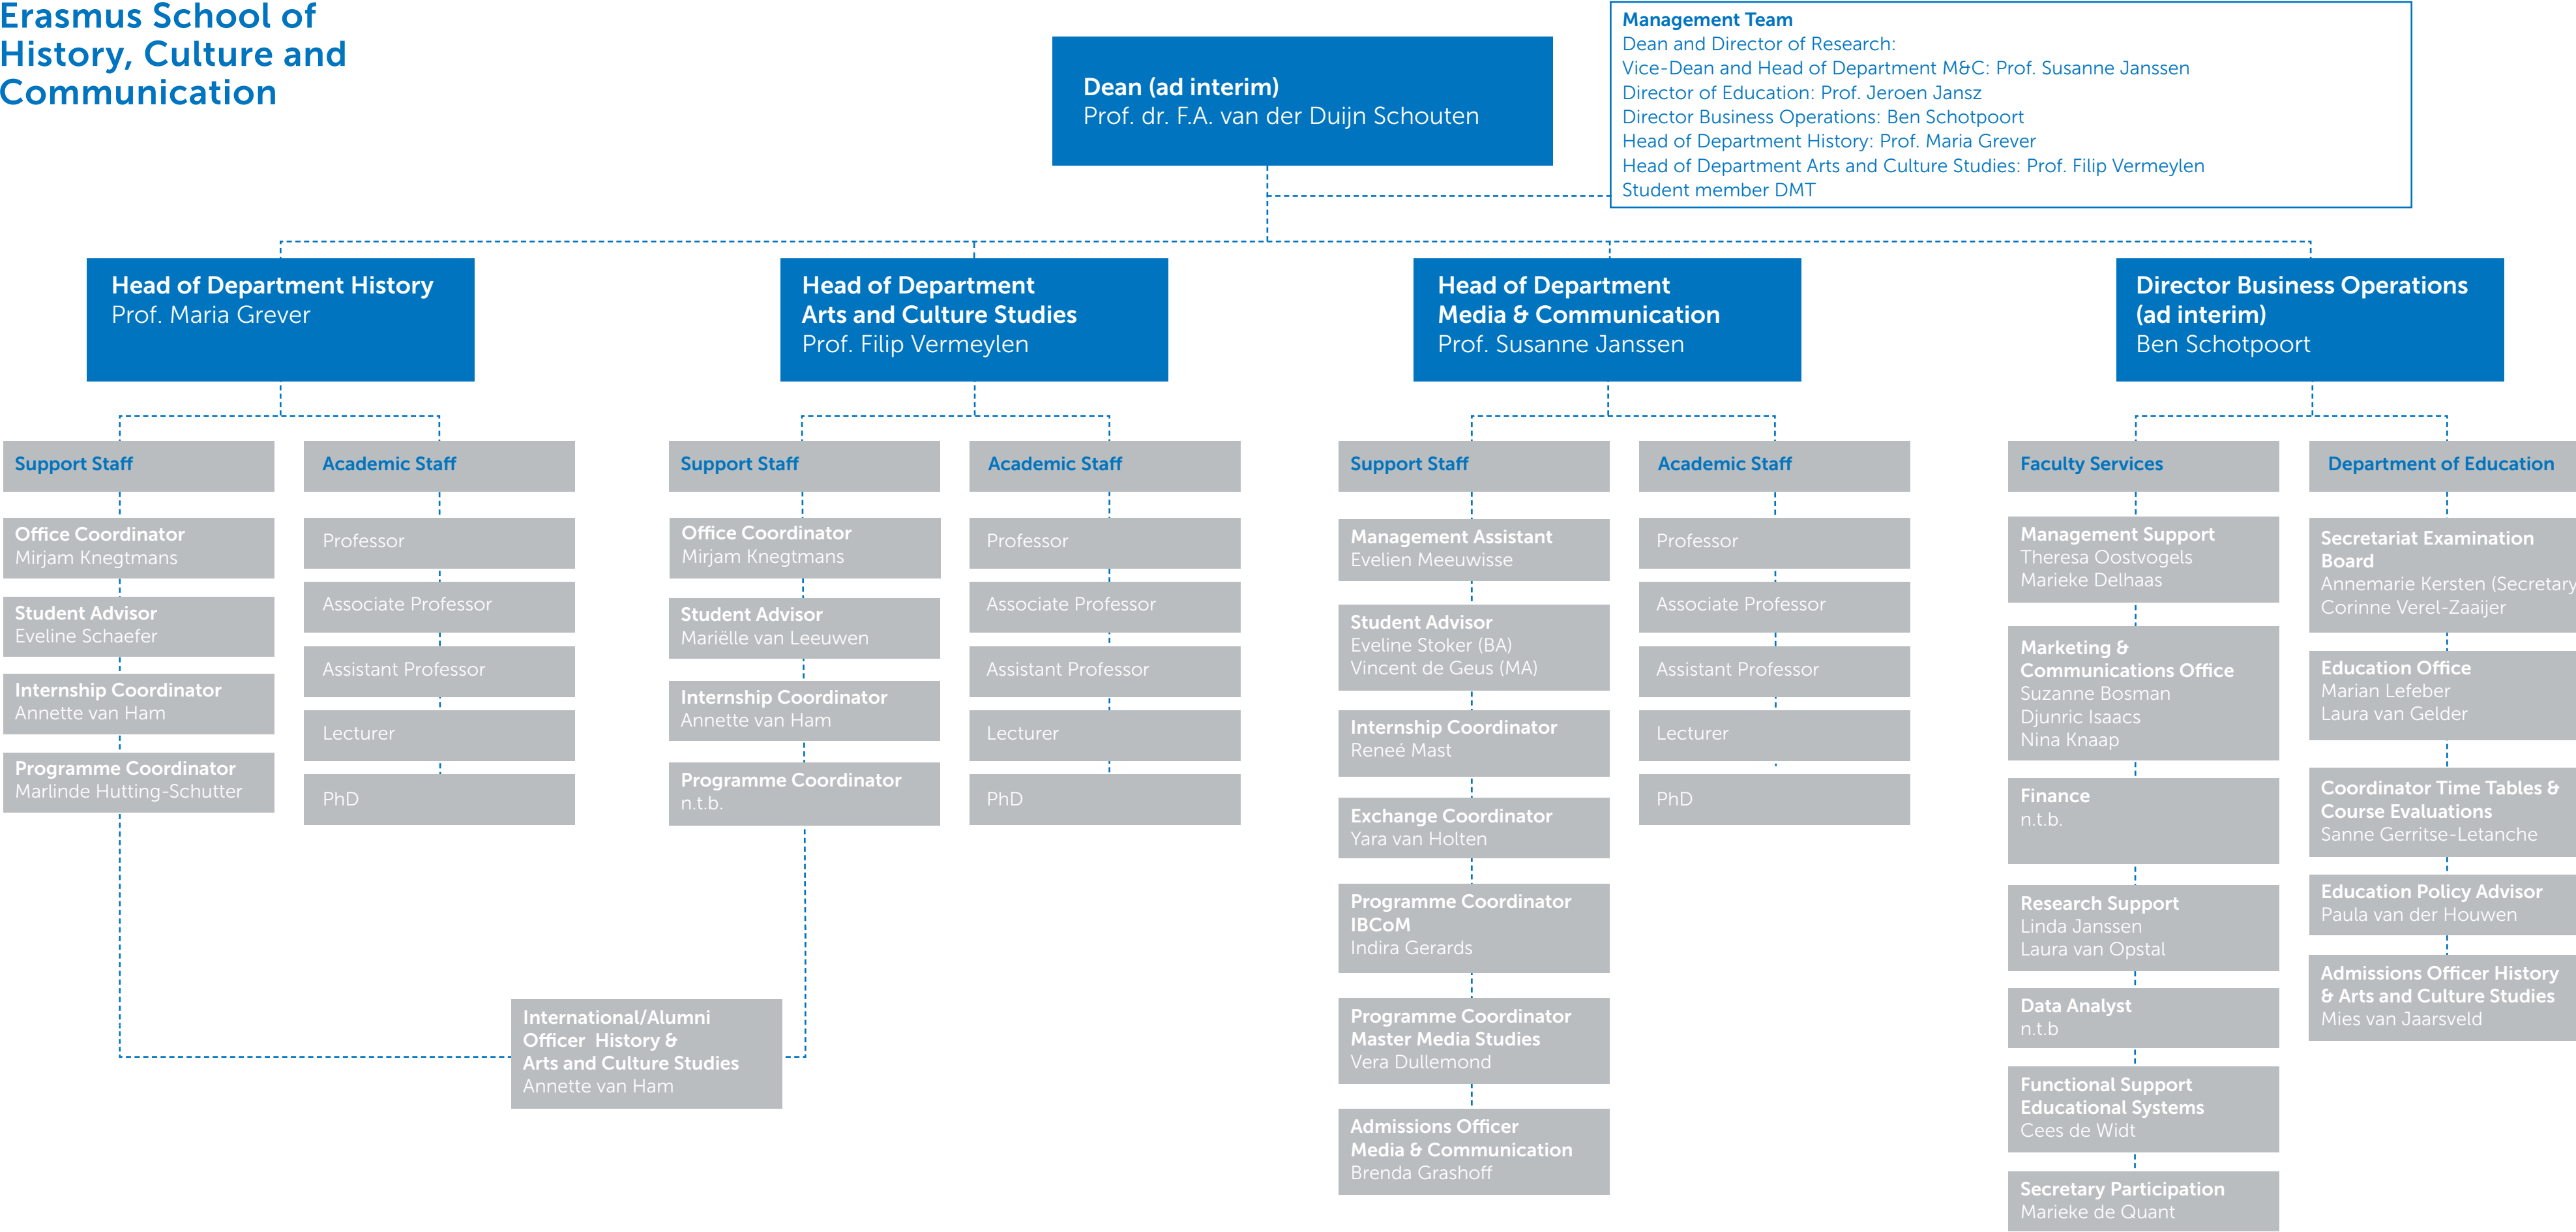 Erasmus School of
History, Culture and
Communication
Dean (ad interim)
Prof. dr. F.A. van der Duijn Schouten
Management Team
Dean and Director of Research:
Vice-Dean and Head of Department M&C: Prof. Susanne Janssen
Director of Education: Prof. Jeroen Jansz
Director Business Operations: Ben Schotpoort
Head of Department History: Prof. Maria Grever
Head of Department Arts and Culture Studies: Prof. Filip Vermeylen
Student member DMT
Head of Department History
Prof. Maria Grever
Head of Department
Arts and Culture Studies
Prof. Filip Vermeylen
Head of Department
Media & Communication
Prof. Susanne Janssen
Director Business Operations
(ad interim)
Ben Schotpoort
Support Staff
Office Coordinator
Mirjam Knegtmans
Student Advisor
Eveline Schaefer
Internship Coordinator
Annette van Ham
Programme Coordinator
Marlinde Hutting-Schutter
Academic Staff
Professor
Associate Professor
Assistant Professor
Lecturer
PhD
Support Staff
Office Coordinator
Mirjam Knegtmans
Student Advisor
Mariëlle van Leeuwen
Internship Coordinator
Annette van Ham
Programme Coordinator
n.t.b.
Academic Staff
Professor
Associate Professor
Assistant Professor
Lecturer
PhD
International/Alumni
Officer History &
Arts and Culture Studies
Annette van Ham
Support Staff
Management Assistant
Evelien Meeuwisse
Student Advisor
Eveline Stoker (BA)
Vincent de Geus (MA)
Internship Coordinator
Reneé Mast
Exchange Coordinator
Yara van Holten
Programme Coordinator
IBCoM
Indira Gerards
Programme Coordinator
Master Media Studies
Vera Dullemond
Admissions Officer
Media & Communication
Brenda Grashoff
Academic Staff
Professor
Associate Professor
Assistant Professor
Lecturer
PhD
Faculty Services
Management Support
Theresa Oostvogels
Marieke Delhaas
Marketing &
Communications Office
Suzanne Bosman
Djunric Isaacs
Nina Knaap
Finance
n.t.b.
Research Support
Linda Janssen
Laura van Opstal
Data Analyst
n.t.b
Functional Support
Educational Systems
Cees de Widt
Secretary Participation
Marieke de Quant
Department of Education
Secretariat Examination
Board
Annemarie Kersten (Secretary
Corinne Verel-Zaaijer
Education Office
Marian Lefeber
Laura van Gelder
Coordinator Time Tables &
Course Evaluations
Sanne Gerritse-Letanche
Education Policy Advisor
Paula van der Houwen
Admissions Officer History
& Arts and Culture Studies
Mies van Jaarsveld